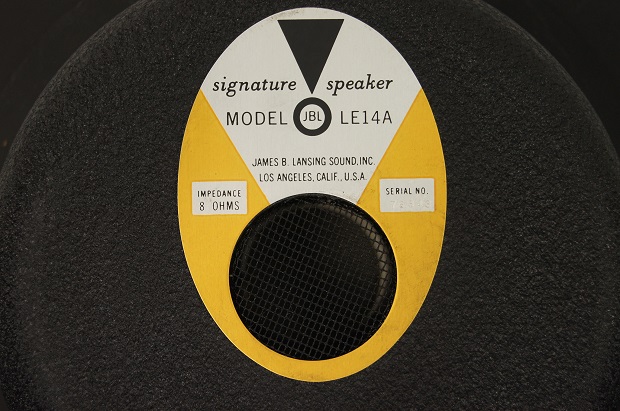 signature speaker
MODEL JBL LE14A
JAMES B. LANSING SOUND, INC.
LOS ANGELES, CALIF., U.S.A.
IMPEDANCE
8 OHMS
SERIAL NO.